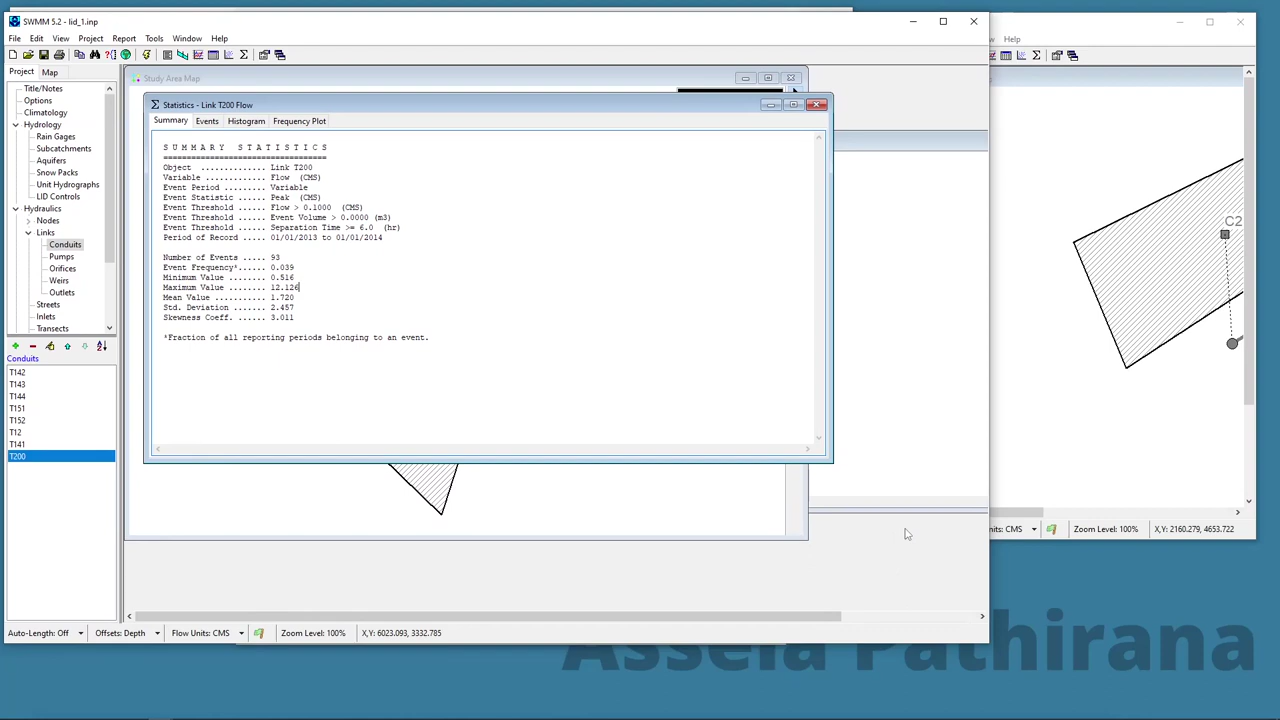 SWMM 5.2 - lid_1.inp
File Edit View Project Report Tools Window Help
Help
Project Map
Title/Notes
Options
Climatology
Hydrology
Rain Gages
Subcatchments
Aquifers
Snow Packs
Unit Hydrographs
LID Controls
Hydraulics
Nodes
Links
Conduits
Pumps
Orifices
Weirs
Outlets
Streets
Inlets
Transects
Conduits
T142
T143
T144
T151
T152
T12
T141
T200
Study Area Map
Statistics - Link T200 Flow
Summary Events Histogram Frequency Plot
S U M M A R Y S T A T I S T I C S
=================================
Object .............. Link T200
Variable ............. Flow (CMS)
Event Period ......... Variable
Event Statistic ...... Peak (CMS)
Event Threshold ...... Flow > 0.1000 (CMS)
Event Threshold ...... Event Volume > 0.0000 (m3)
Event Threshold ...... Separation Time >= 6.0 (hr)
Period of Record ..... 01/01/2013 to 01/01/2014
Number of Events ..... 93
Event Frequency*...... 0.039
Minimum Value ........ 0.516
Maximum Value ........ 12.126
Mean Value ........... 1.720
Std. Deviation ....... 2.457
Skewness Coeff. ...... 3.011
*Fraction of all reporting periods belonging to an event.
C2
nits: CMS Zoom Level: 100% X,Y: 2160.279, 4653.722
Auto-Length: Off Offsets: Depth Flow Units: CMS Zoom Level: 100% X,Y: 6023.093, 3332.785
Assela Pathirana